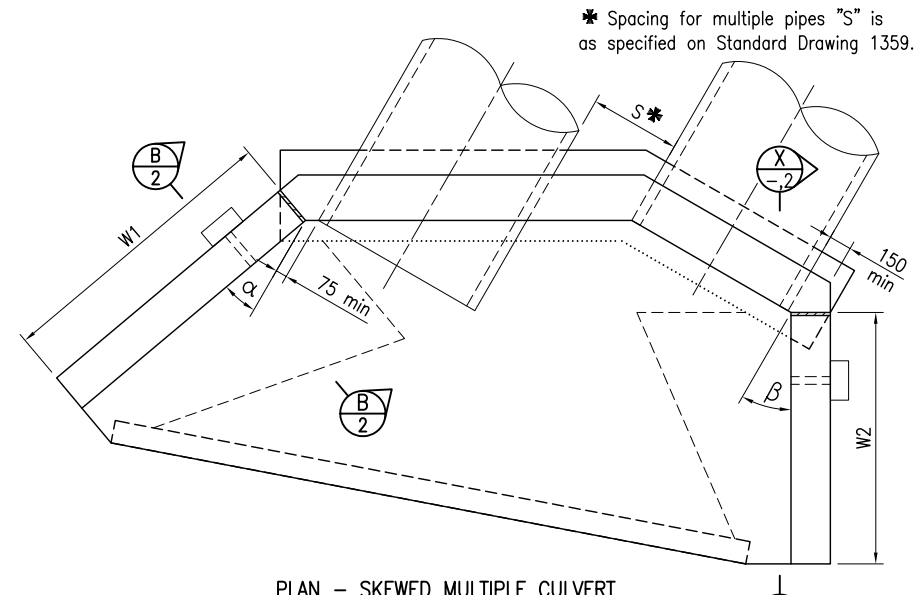 ✱ Spacing for multiple pipes "S" is
as specified on Standard Drawing 1359.
S✱
B
2
X
-,2
W1
150
min
75 min
α
B
2
β
W2
PLAN – SKEWED MULTIPLE CULVERT